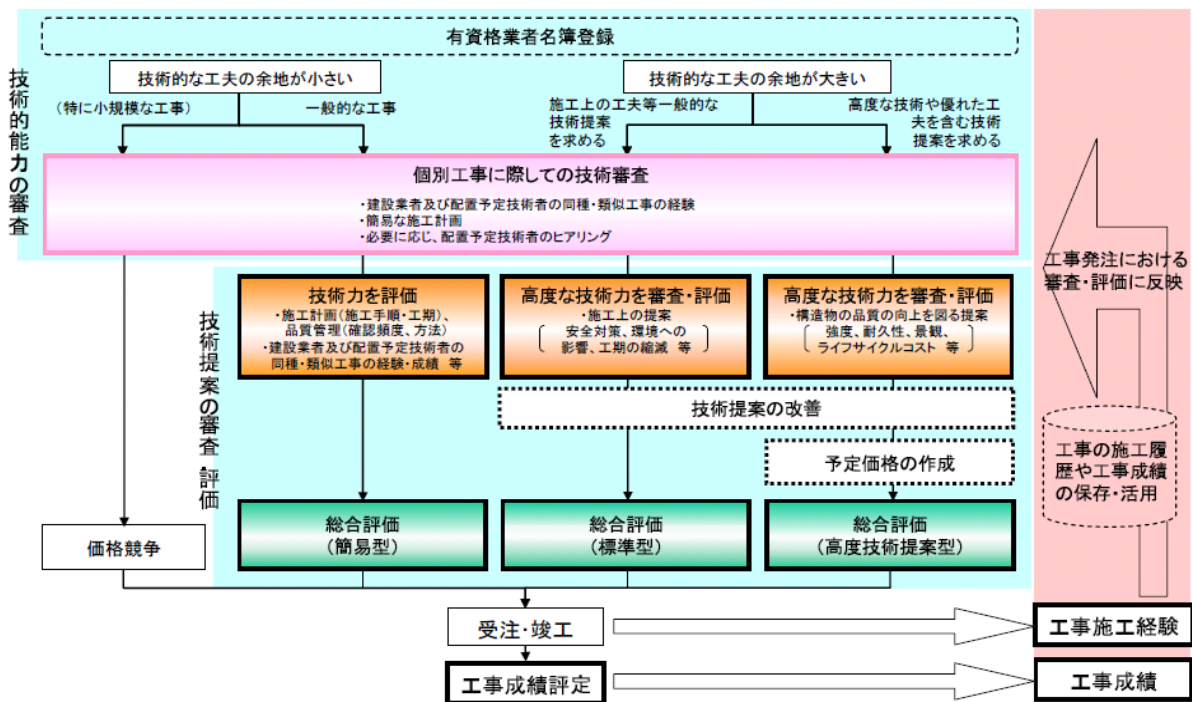 有資格業者名簿登録
技術的能力の審査
技術的な工夫の余地が小さい
技術的な工夫の余地が大きい
(特に小規模な工事)
一般的な工事
施工上の工夫等一般的な
技術提案
を求める
高度な技術や優れた工
夫を含む技術
提案を求める
個別工事に際しての技術審査
・建設業者及び配置予定技術者の同種・類似工事の経験
・簡易な施工計画
・必要に応じ、配置予定技術者のヒアリング
工事発注における
審査・評価に反映
技術提案の審査・評価
技術力を評価
・施工計画(施工手順・工期)、
品質管理(確認頻度、方法)
・建設業者及び配置予定技術者の
同種・類似工事の経験・成績 等
高度な技術力を審査・評価
・施工上の提案
安全対策、環境への
影響、工期の縮減 等
高度な技術力を審査・評価
・構造物の品質の向上を図る提案
強度、耐久性、景観、
ライフサイクルコスト 等
技術提案の改善
予定価格の作成
工事の施工履
歴や工事成績
の保存・活用
価格競争
総合評価
(簡易型)
総合評価
(標準型)
総合評価
(高度技術提案型)
受注・竣工
工事施工経験
工事成績評定
工事成績